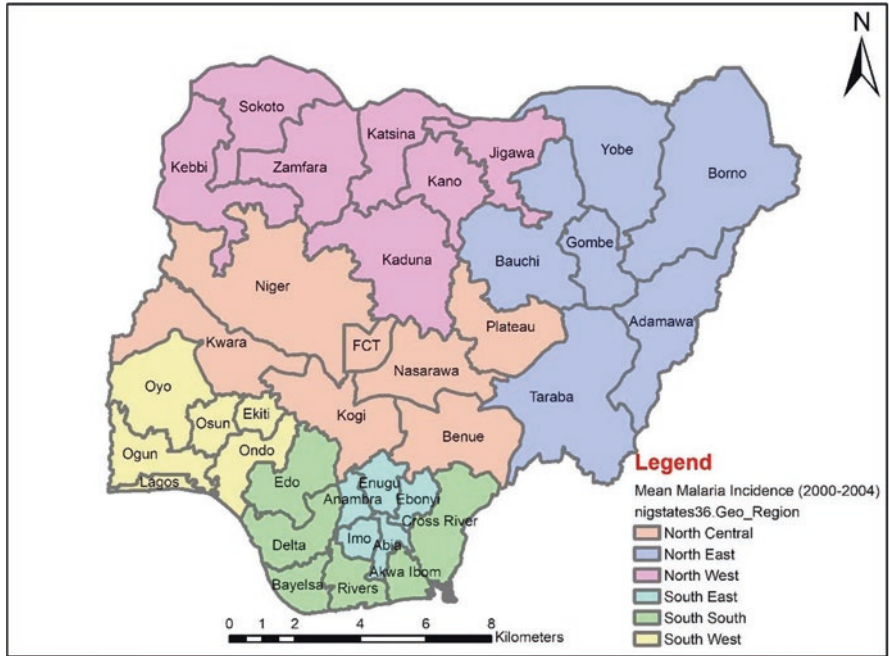 N
Sokoto
Katsina
Kebbi
Zamfara
Jigawa
Kano
Yobe
Borno
Gombe
Bauchi
Kaduna
Niger
Plateau
Adamawa
FCT
Kwara
Nasarawa
Taraba
Oyo
Kogi
Benue
Osun
Ekiti
Ogun
Ondo
Lagos
Edo
Enugu
Anambra
Ebonyi
Cross River
Delta
Imo
Abia
Akwa Ibom
Bayelsa
Rivers
Legend
Mean Malaria Incidence (2000-2004)
nigstates36.Geo_Region
North Central
North East
North West
South East
South South
South West
0 1 2 4 6 8
Kilometers